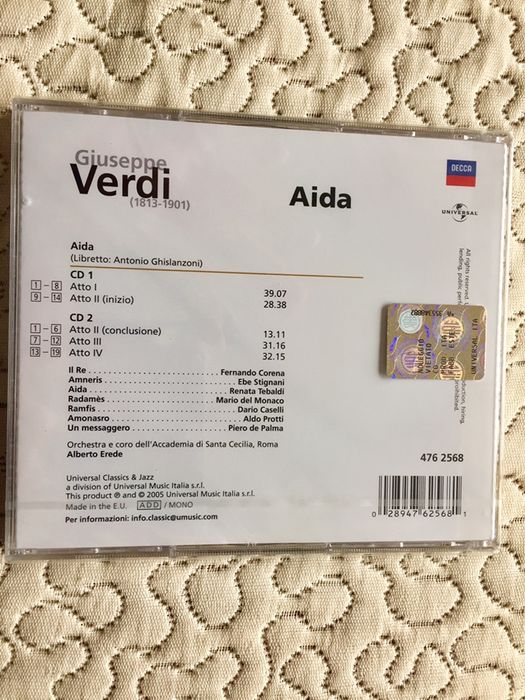 Giuseppe
Verdi
(1813-1901)
Aida
DECCA
UNIVERSAL
Aida
(Libretto: Antonio Ghislanzoni)
CD 1
1 – 8 Atto I 39.07
9 – 14 Atto II (inizio) 28.38
CD 2
1 – 6 Atto II (conclusione) 13.11
7 – 12 Atto III 31.16
13 – 19 Atto IV 32.15
Il Re . . . . . . . . . . . . . . . . . . . . . Fernando Corena
Amneris . . . . . . . . . . . . . . . . . . . . . Ebe Stignani
Aida . . . . . . . . . . . . . . . . . . . . . Renata Tebaldi
Radamès . . . . . . . . . . . . . . . . . Mario del Monaco
Ramfis . . . . . . . . . . . . . . . . . . . . . Dario Caselli
Amonasro . . . . . . . . . . . . . . . . . . . . . Aldo Protti
Un messaggero . . . . . . . . . . . . . . . Piero de Palma
Orchestra e coro dell'Accademia di Santa Cecilia, Roma
Alberto Erede
476 2568
Universal Classics & Jazz
a division of Universal Music Italia s.r.l.
This product ℗ and © 2005 Universal Music Italia s.r.l.
Made in the E.U. ADD / MONO
Per informazioni: info.classic@umusic.com
0 28947 62568 1
All rights reserved.
lending, public
prohibited.
NOLEGGIO
VIETATO
UNIVERSAL ITA